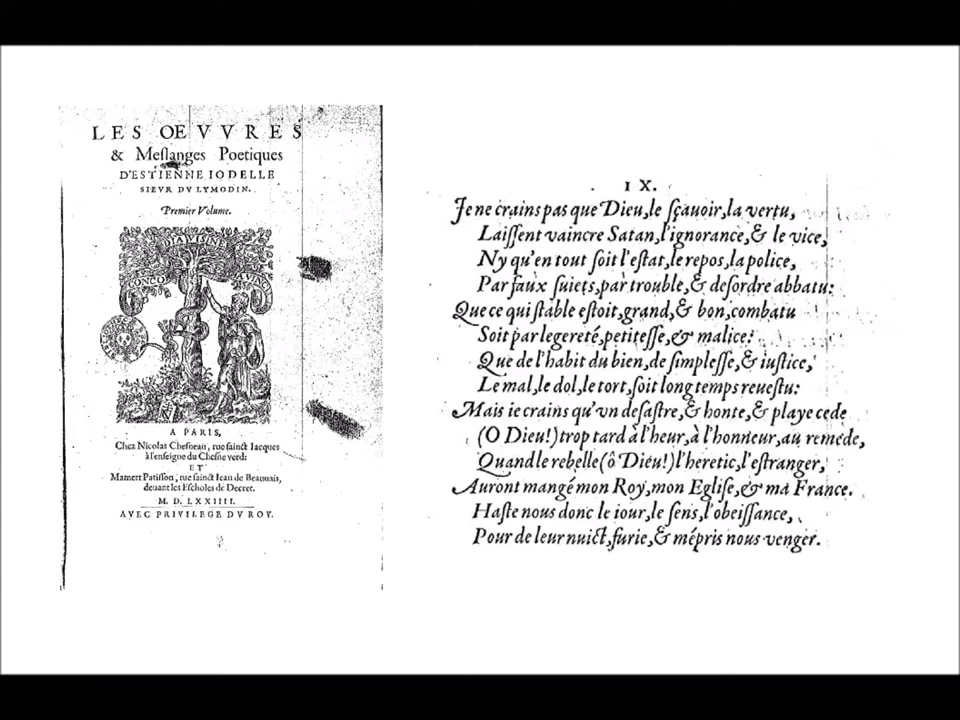 LES OEVVRES
& Meslanges Poetiques
D'ESTIENNE IODELLE
SIEVR DV LYMODIN.
Premier Volume.
DIAVISINE
CONCO
A PARIS,
Chez Nicolas Chesneau, rue sainct Iacques
à l'enseigne du Chesne verd:
ET
Mamert Patisson, rue sainct Iean de Beauuais,
deuant les Escholes de Decret.
M. D. LXXIIII.
AVEC PRIVILEGE DV ROY.
IX.
Je ne crains pas que Dieu, le sçauoir, la vertu,
Laissent vaincre Satan, l'ignorance, & le vice,
Ny qu'en tout soit l'estat, le repos, la police,
Par faux suiets, par trouble, & desordre abbatu:
Que ce qui stable estoit, grand, & bon, combatu
Soit par legereté, petitesse, & malice:
Que de l'habit du bien, de simplesse, & iustice,
Le mal, le dol, le tort, soit long temps reuestu:
Mais ie crains qu'vn desastre, & honte, & playe cede
(O Dieu!) trop tard à l'heur, à l'honneur, au remede,
Quand le rebelle (ô Dieu!) l'heretic, l'estranger,
Auront mangé mon Roy, mon Eglise, & ma France.
Haste nous donc le iour, le sens, l'obeissance,
Pour de leur nuict, furie, & mépris nous venger.